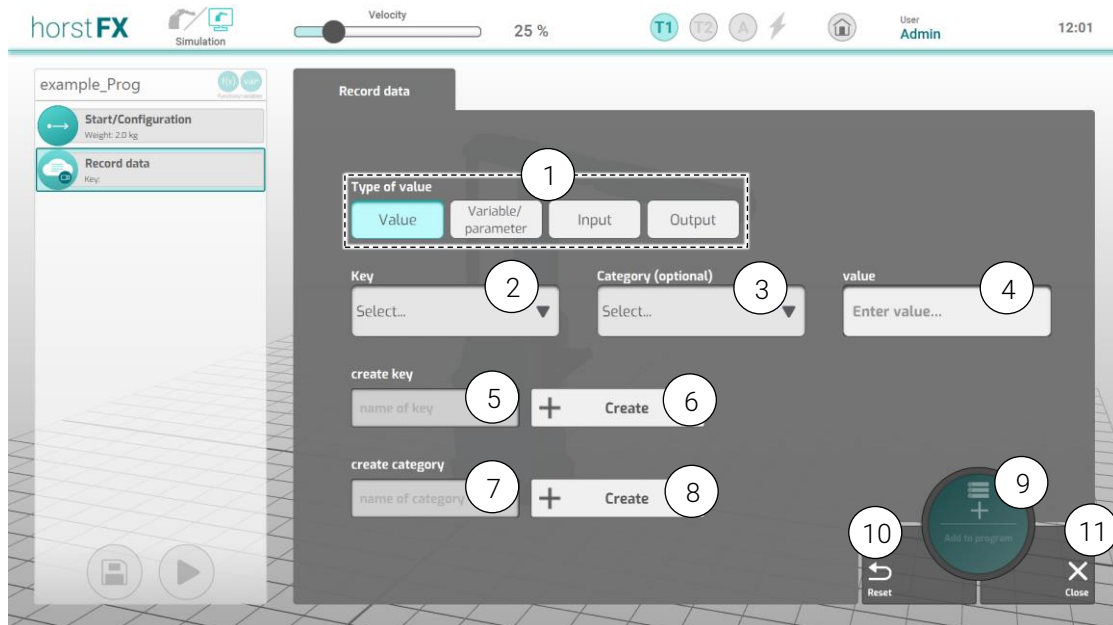 horstFX
Simulation
Velocity
25 %
T1
T2
A
User
Admin
12:01
example_Prog
f(x)
var
Start/Configuration
Weight: 2.0 kg
Record data
Key:
Record data
1
Type of value
Value
Variable/
parameter
Input
Output
Key
2
Select...
Category (optional)
3
Select...
value
4
Enter value...
create key
name of key
5
Create
6
create category
name of category
7
Create
8
9
Add to program
10
Reset
11
Close